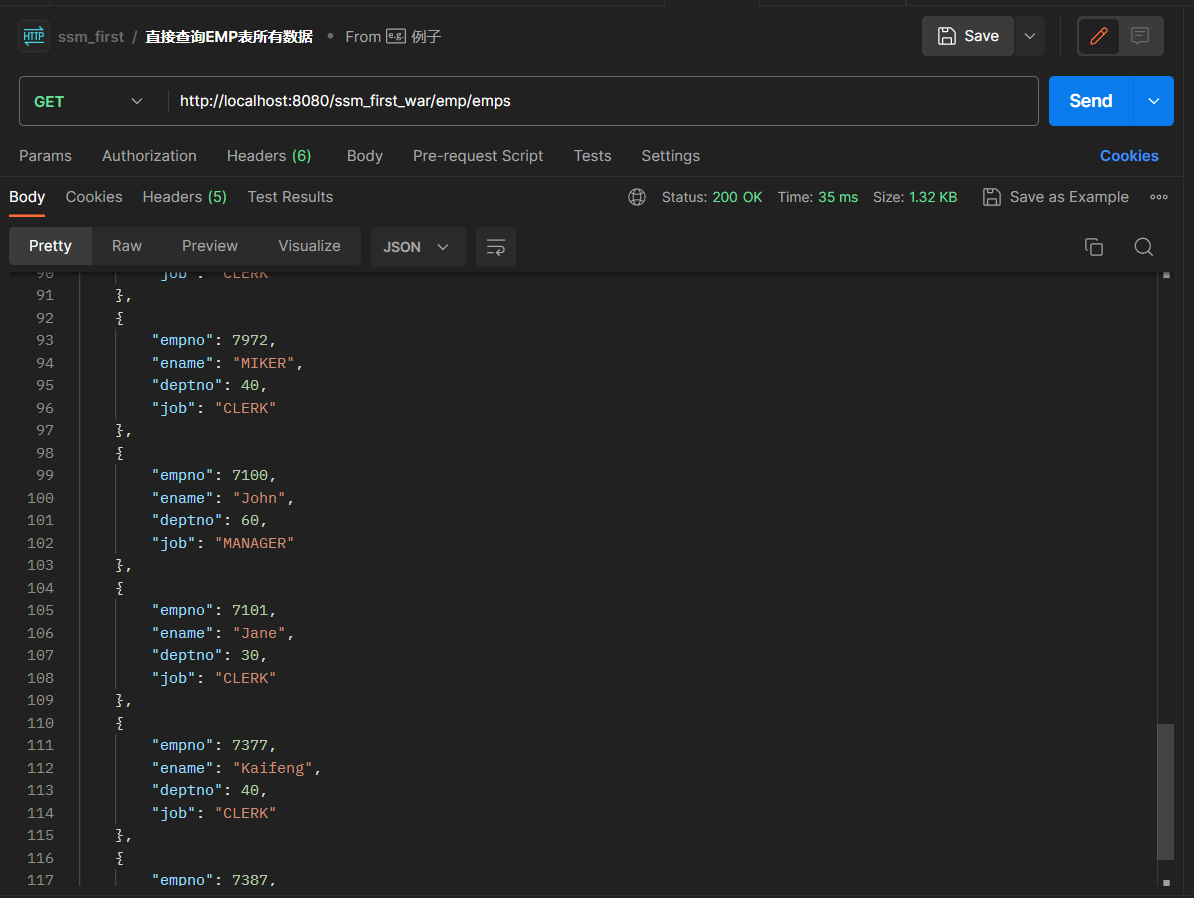 HTTP ssm_first / 直接查询EMP表所有数据 • From e.g. 例子 Save
GET http://localhost:8080/ssm_first_war/emp/emps Send
Params Authorization Headers (6) Body Pre-request Script Tests Settings Cookies
Body Cookies Headers (5) Test Results Status: 200 OK Time: 35 ms Size: 1.32 KB Save as Example
Pretty Raw Preview Visualize JSON
90 "job": "CLERK"
91 },
92 {
93 "empno": 7972,
94 "ename": "MIKER",
95 "deptno": 40,
96 "job": "CLERK"
97 },
98 {
99 "empno": 7100,
100 "ename": "John",
101 "deptno": 60,
102 "job": "MANAGER"
103 },
104 {
105 "empno": 7101,
106 "ename": "Jane",
107 "deptno": 30,
108 "job": "CLERK"
109 },
110 {
111 "empno": 7377,
112 "ename": "Kaifeng",
113 "deptno": 40,
114 "job": "CLERK"
115 },
116 {
117 "empno": 7387,